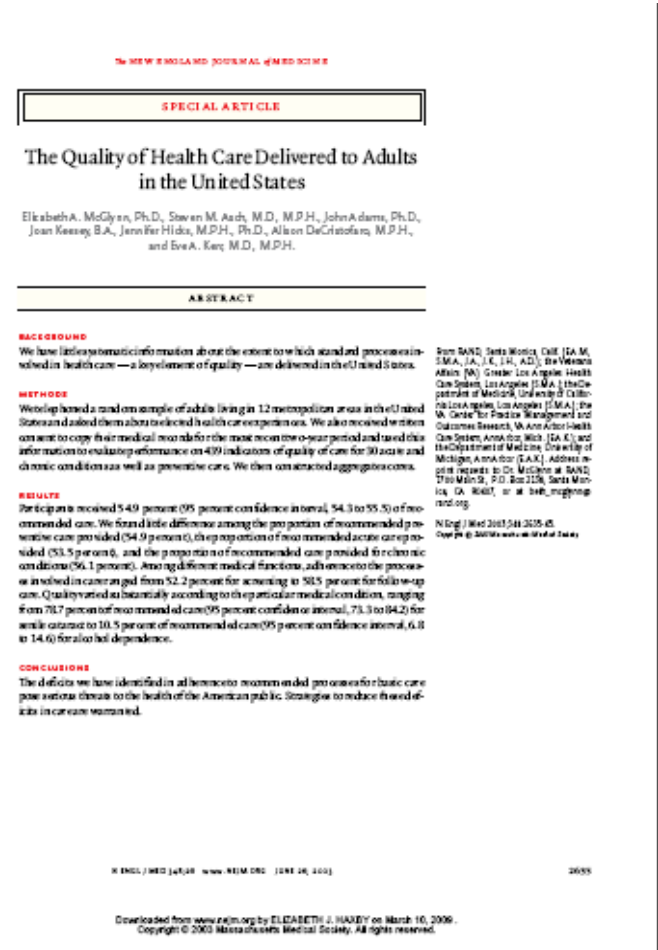 The NEW ENGLAND JOURNAL of MEDICINE
SPECIAL ARTICLE
The Quality of Health Care Delivered to Adults
in the United States
Elizabeth A. McGlynn, Ph.D., Steven M. Asch, M.D., M.P.H., John Adams, Ph.D.,
Joan Keesey, B.A., Jennifer Hicks, M.P.H., Ph.D., Alison DeCristofaro, M.P.H.,
and Eve A. Kerr, M.D., M.P.H.
ABSTRACT
BACKGROUND
We have little systematic information about the extent to which standard processes in-
volved in health care — a key element of quality — are delivered in the United States.
METHODS
We telephoned a random sample of adults living in 12 metropolitan areas in the United
States and asked them about selected health care experiences. We also received written
consent to copy their medical records for the most recent two-year period and used this
information to evaluate performance on 439 indicators of quality of care for 30 acute and
chronic conditions as well as preventive care. We then constructed aggregate scores.
RESULTS
Participants received 54.9 percent (95 percent confidence interval, 54.3 to 55.5) of rec-
ommended care. We found little difference among the proportion of recommended pre-
ventive care provided (54.9 percent), the proportion of recommended acute care pro-
vided (53.5 percent), and the proportion of recommended care provided for chronic
conditions (56.1 percent). Among different medical functions, adherence to the process-
es involved in care ranged from 52.2 percent for screening to 58.5 percent for follow-up
care. Quality varied substantially according to the particular medical condition, ranging
from 78.7 percent of recommended care (95 percent confidence interval, 73.3 to 84.2) for
senile cataract to 10.5 percent of recommended care (95 percent confidence interval, 6.8
to 14.6) for alcohol dependence.
CONCLUSIONS
The deficits we have identified in adherence to recommended processes for basic care
pose serious threats to the health of the American public. Strategies to reduce these def-
icits in care are warranted.
From RAND, Santa Monica, Calif. (E.A.M.,
S.M.A., J.A., J.K., J.H., A.D.); the Veterans
Affairs (VA) Greater Los Angeles Health
Care System, Los Angeles (S.M.A.); the De-
partment of Medicine, University of Califor-
nia Los Angeles, Los Angeles (S.M.A.); the
VA Center for Practice Management and
Outcomes Research, VA Ann Arbor Health
Care System, Ann Arbor, Mich. (E.A.K.); and
the Department of Medicine, University of
Michigan, Ann Arbor (E.A.K.). Address re-
print requests to Dr. McGlynn at RAND,
1700 Main St., P.O. Box 2138, Santa Mon-
ica, CA 90407, or at beth_mcglynn@
rand.org.
N Engl J Med 2003;348:2635-45.
Copyright © 2003 Massachusetts Medical Society.
N ENGL J MED 348;26 www.NEJM.ORG JUNE 26, 2003
2635
Downloaded from www.nejm.org by ELIZABETH J. HAXBY on March 10, 2009 .
Copyright © 2003 Massachusetts Medical Society. All rights reserved.